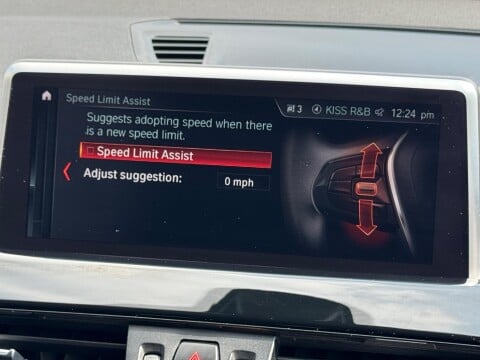 Speed Limit Assist
3 KISS R&B 12:24 pm
Suggests adopting speed when there
is a new speed limit.
Speed Limit Assist
Adjust suggestion: 0 mph